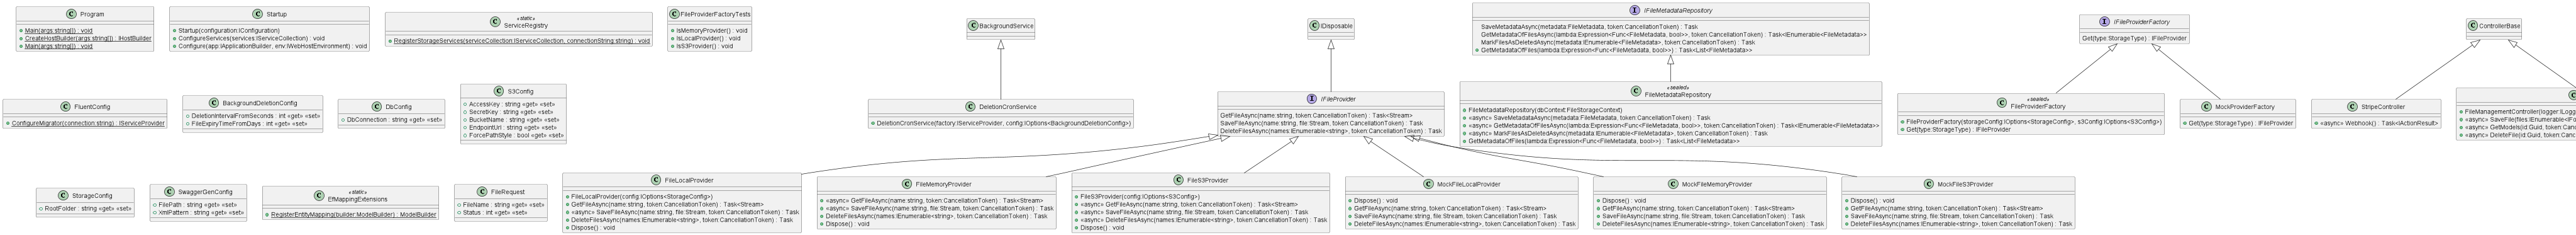 Program
Main(args:string[]) : void
CreateHostBuilder(args:string[]) : IHostBuilder
Main(args:string[]) : void
Startup
Startup(configuration:IConfiguration)
ConfigureServices(services:IServiceCollection) : void
Configure(app:IApplicationBuilder, env:IWebHostEnvironment) : void
«static»
ServiceRegistry
RegisterStorageServices(serviceCollection:IServiceCollection, connectionString:string) : void
FileProviderFactoryTests
IsMemoryProvider() : void
IsLocalProvider() : void
IsS3Provider() : void
BackgroundService
IDisposable
IFileMetadataRepository
SaveMetadataAsync(metadata:FileMetadata, token:CancellationToken) : Task
GetMetadataOfFilesAsync(lambda:Expression<Func<FileMetadata, bool>>, token:CancellationToken) : Task<IEnumerable<FileMetadata>>
MarkFilesAsDeletedAsync(metadata:IEnumerable<FileMetadata>, token:CancellationToken) : Task
GetMetadataOfFiles(lambda:Expression<Func<FileMetadata, bool>>) : Task<List<FileMetadata>>
IFileProviderFactory
Get(type:StorageType) : IFileProvider
ControllerBase
FluentConfig
ConfigureMigrator(connection:string) : IServiceProvider
BackgroundDeletionConfig
DeletionIntervalFromSeconds : int «get» «set»
FileExpiryTimeFromDays : int «get» «set»
DbConfig
DbConnection : string «get» «set»
S3Config
AccessKey : string «get» «set»
SecretKey : string «get» «set»
BucketName : string «get» «set»
EndpointUrl : string «get» «set»
ForcePathStyle : bool «get» «set»
DeletionCronService
DeletionCronService(factory:IServiceProvider, config:IOptions<BackgroundDeletionConfig>)
IFileProvider
GetFileAsync(name:string, token:CancellationToken) : Task<Stream>
SaveFileAsync(name:string, file:Stream, token:CancellationToken) : Task
DeleteFilesAsync(names:IEnumerable<string>, token:CancellationToken) : Task
«sealed»
FileMetadataRepository
FileMetadataRepository(dbContext:FileStorageContext)
«async» SaveMetadataAsync(metadata:FileMetadata, token:CancellationToken) : Task
«async» GetMetadataOfFilesAsync(lambda:Expression<Func<FileMetadata, bool>>, token:CancellationToken) : Task<IEnumerable<FileMetadata>>
«async» MarkFilesAsDeletedAsync(metadata:IEnumerable<FileMetadata>, token:CancellationToken) : Task
GetMetadataOfFiles(lambda:Expression<Func<FileMetadata, bool>>) : Task<List<FileMetadata>>
«sealed»
FileProviderFactory
FileProviderFactory(storageConfig:IOptions<StorageConfig>, s3Config:IOptions<S3Config>)
Get(type:StorageType) : IFileProvider
MockProviderFactory
Get(type:StorageType) : IFileProvider
StripeController
«async» Webhook() : Task<IActionResult>
FileManagementController(logger:ILogg
«async» SaveFile(files:IEnumerable<IFo
«async» GetModels(id:Guid, token:Canc
«async» DeleteFile(id:Guid, token:Canc
StorageConfig
RootFolder : string «get» «set»
SwaggerGenConfig
FilePath : string «get» «set»
XmlPattern : string «get» «set»
«static»
EfMappingExtensions
RegisterEntityMapping(builder:ModelBuilder) : ModelBuilder
FileRequest
FileName : string «get» «set»
Status : int «get» «set»
FileLocalProvider
FileLocalProvider(config:IOptions<StorageConfig>)
GetFileAsync(name:string, token:CancellationToken) : Task<Stream>
«async» SaveFileAsync(name:string, file:Stream, token:CancellationToken) : Task
DeleteFilesAsync(names:IEnumerable<string>, token:CancellationToken) : Task
Dispose() : void
FileMemoryProvider
«async» GetFileAsync(name:string, token:CancellationToken) : Task<Stream>
«async» SaveFileAsync(name:string, file:Stream, token:CancellationToken) : Task
DeleteFilesAsync(names:IEnumerable<string>, token:CancellationToken) : Task
Dispose() : void
FileS3Provider
FileS3Provider(config:IOptions<S3Config>)
«async» GetFileAsync(name:string, token:CancellationToken) : Task<Stream>
«async» SaveFileAsync(name:string, file:Stream, token:CancellationToken) : Task
«async» DeleteFilesAsync(names:IEnumerable<string>, token:CancellationToken) : Task
Dispose() : void
MockFileLocalProvider
Dispose() : void
GetFileAsync(name:string, token:CancellationToken) : Task<Stream>
SaveFileAsync(name:string, file:Stream, token:CancellationToken) : Task
DeleteFilesAsync(names:IEnumerable<string>, token:CancellationToken) : Task
MockFileMemoryProvider
Dispose() : void
GetFileAsync(name:string, token:CancellationToken) : Task<Stream>
SaveFileAsync(name:string, file:Stream, token:CancellationToken) : Task
DeleteFilesAsync(names:IEnumerable<string>, token:CancellationToken) : Task
MockFileS3Provider
Dispose() : void
GetFileAsync(name:string, token:CancellationToken) : Task<Stream>
SaveFileAsync(name:string, file:Stream, token:CancellationToken) : Task
DeleteFilesAsync(names:IEnumerable<string>, token:CancellationToken) : Task